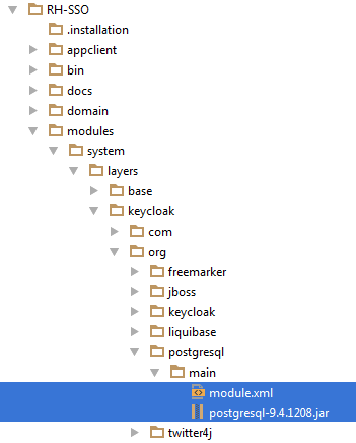 RH-SSO
.installation
appclient
bin
docs
domain
modules
system
layers
base
keycloak
com
org
freemarker
jboss
keycloak
liquibase
postgresql
main
module.xml
postgresql-9.4.1208.jar
twitter4j